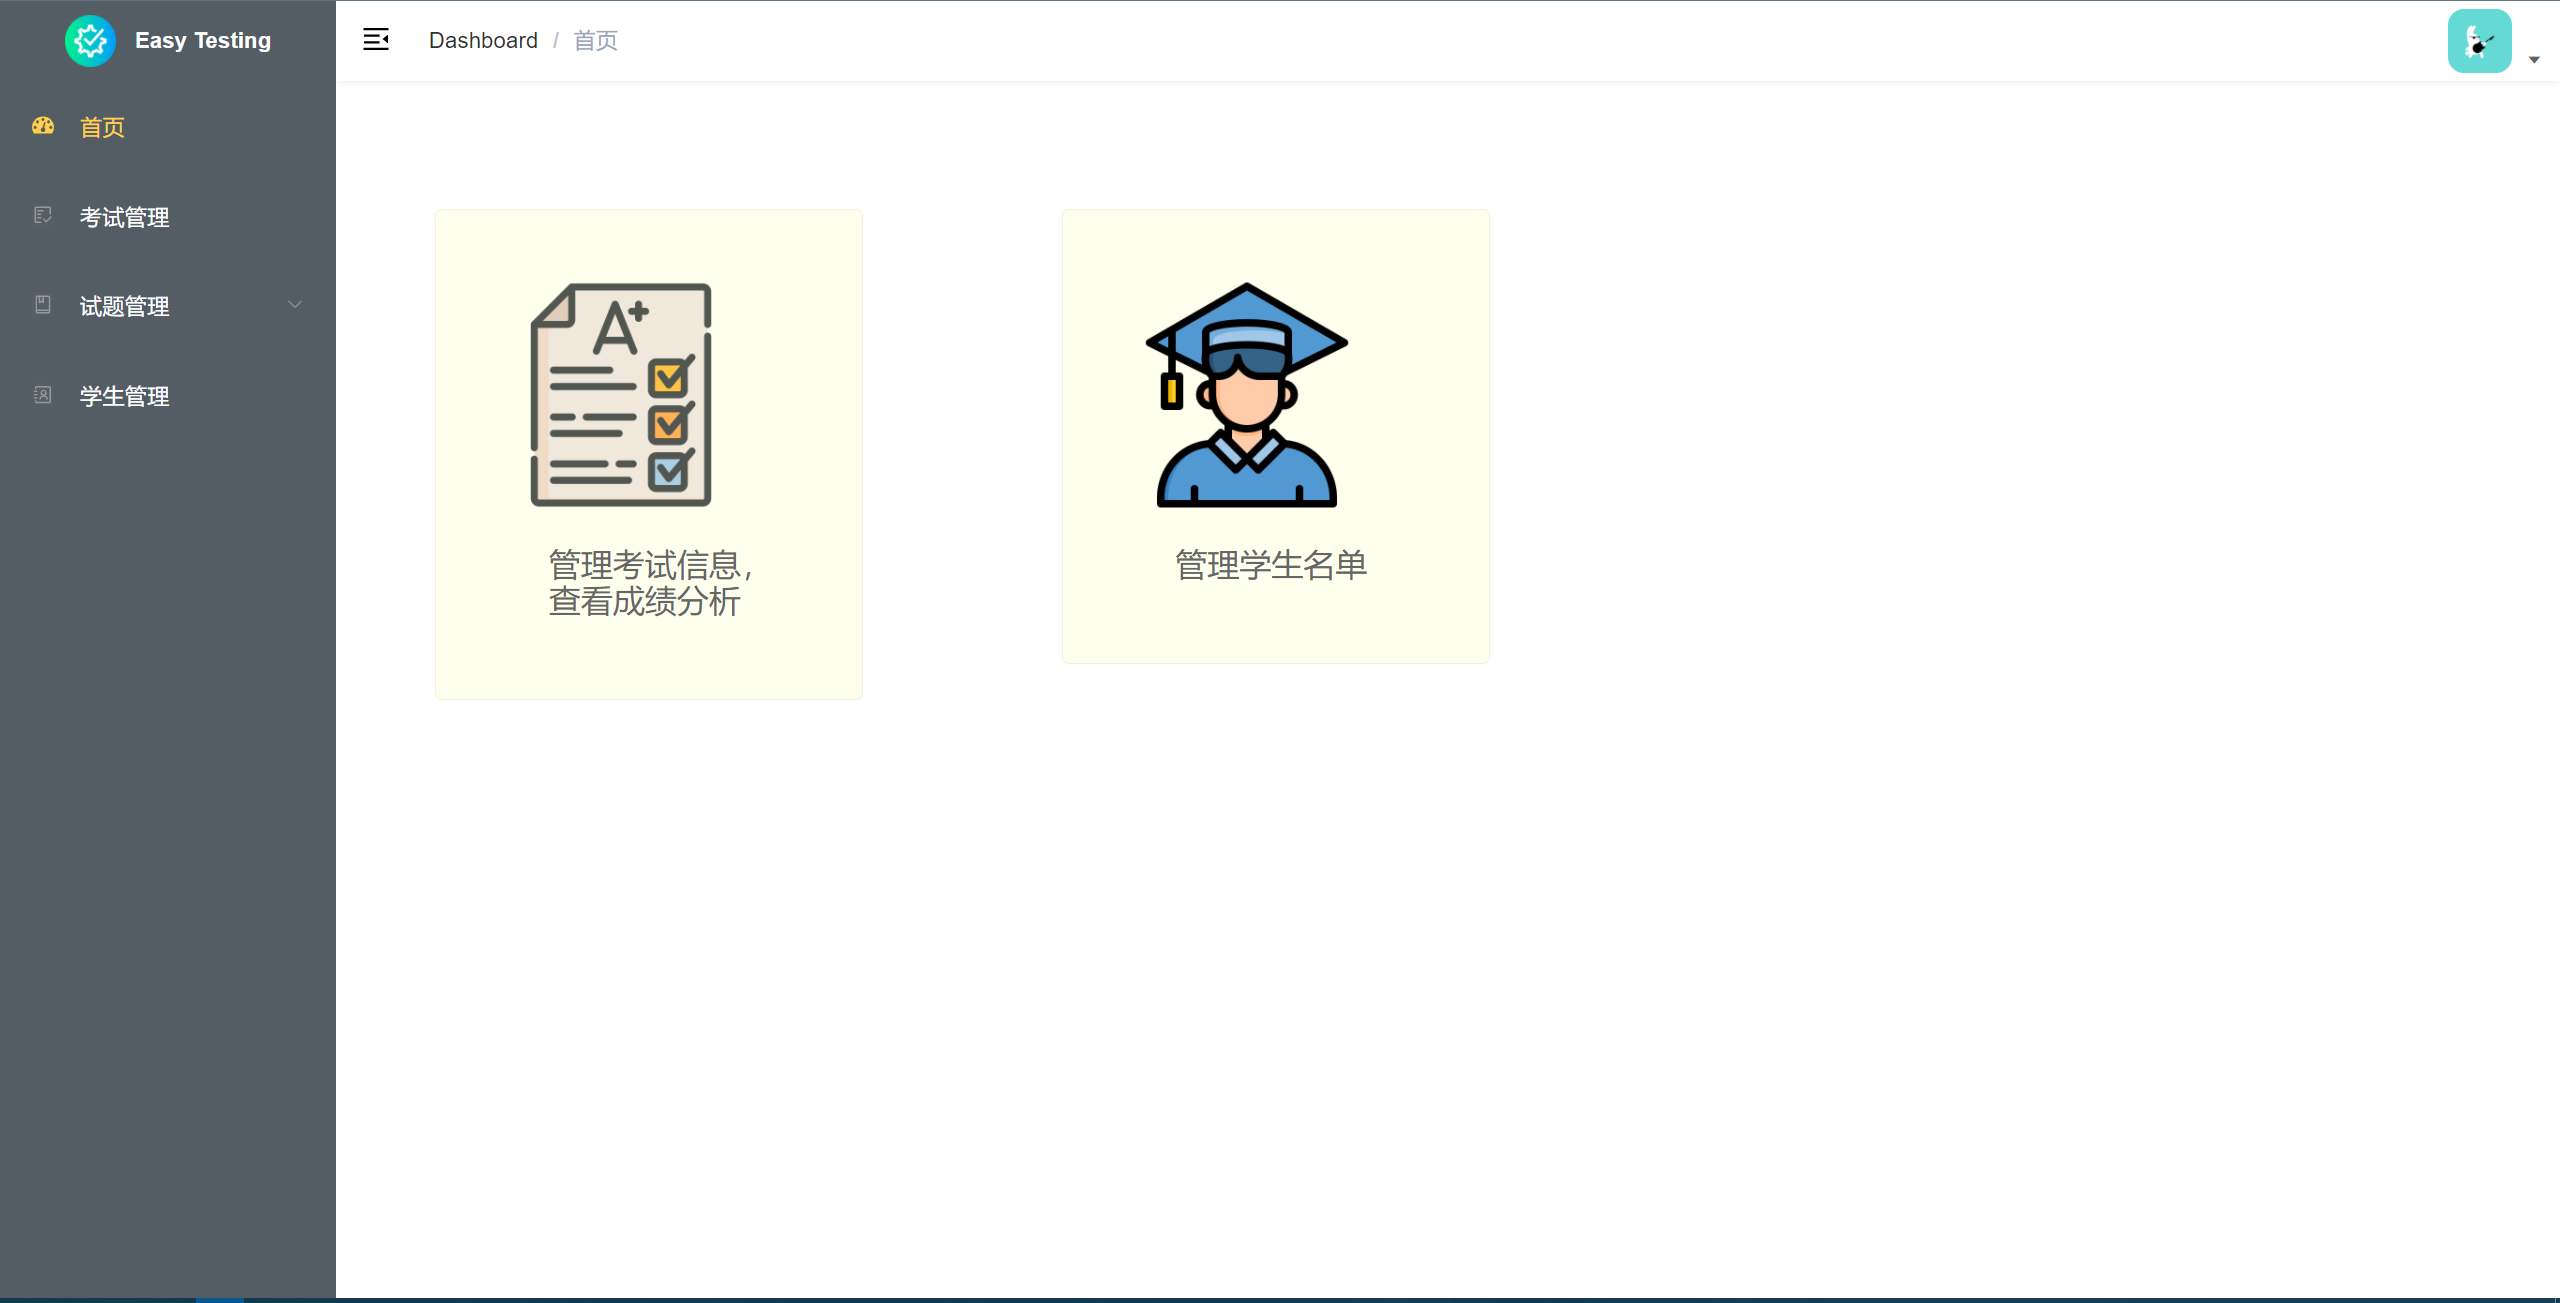 Easy Testing
Dashboard / 首页
首页
考试管理
试题管理
学生管理
A+
管理考试信息，
查看成绩分析
管理学生名单